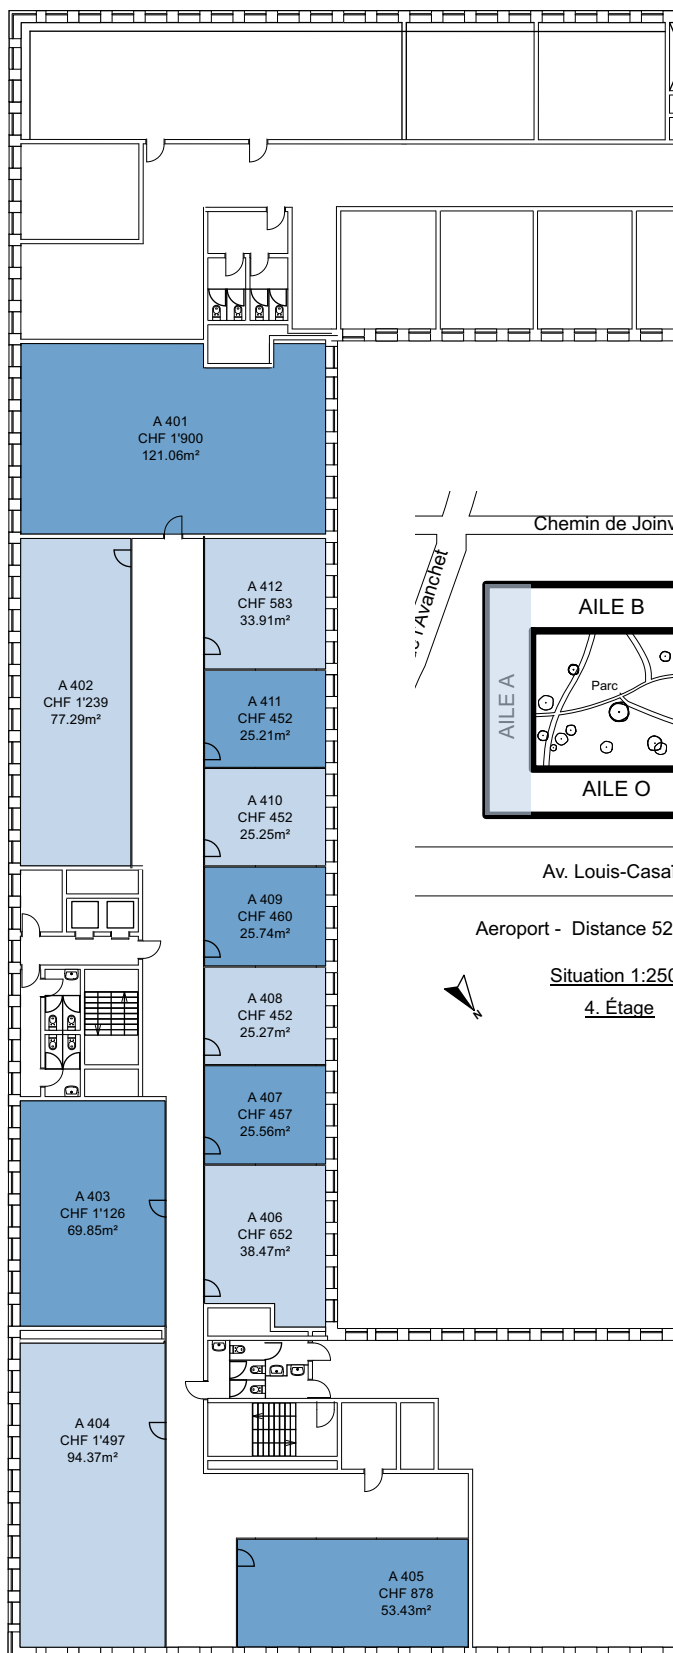 A 401
CHF 1'900
121.06m²
Chemin de Joinv
l'Avanchet
A 412
CHF 583
33.91m²
AILE B
A 402
CHF 1'239
77.29m²
A 411
CHF 452
25.21m²
AILE A
Parc
A 410
CHF 452
25.25m²
AILE O
Av. Louis-Casaï
A 409
CHF 460
25.74m²
Aeroport - Distance 52
A 408
CHF 452
25.27m²
Situation 1:250
N
4. Étage
A 407
CHF 457
25.56m²
A 403
CHF 1'126
69.85m²
A 406
CHF 652
38.47m²
A 404
CHF 1'497
94.37m²
A 405
CHF 878
53.43m²